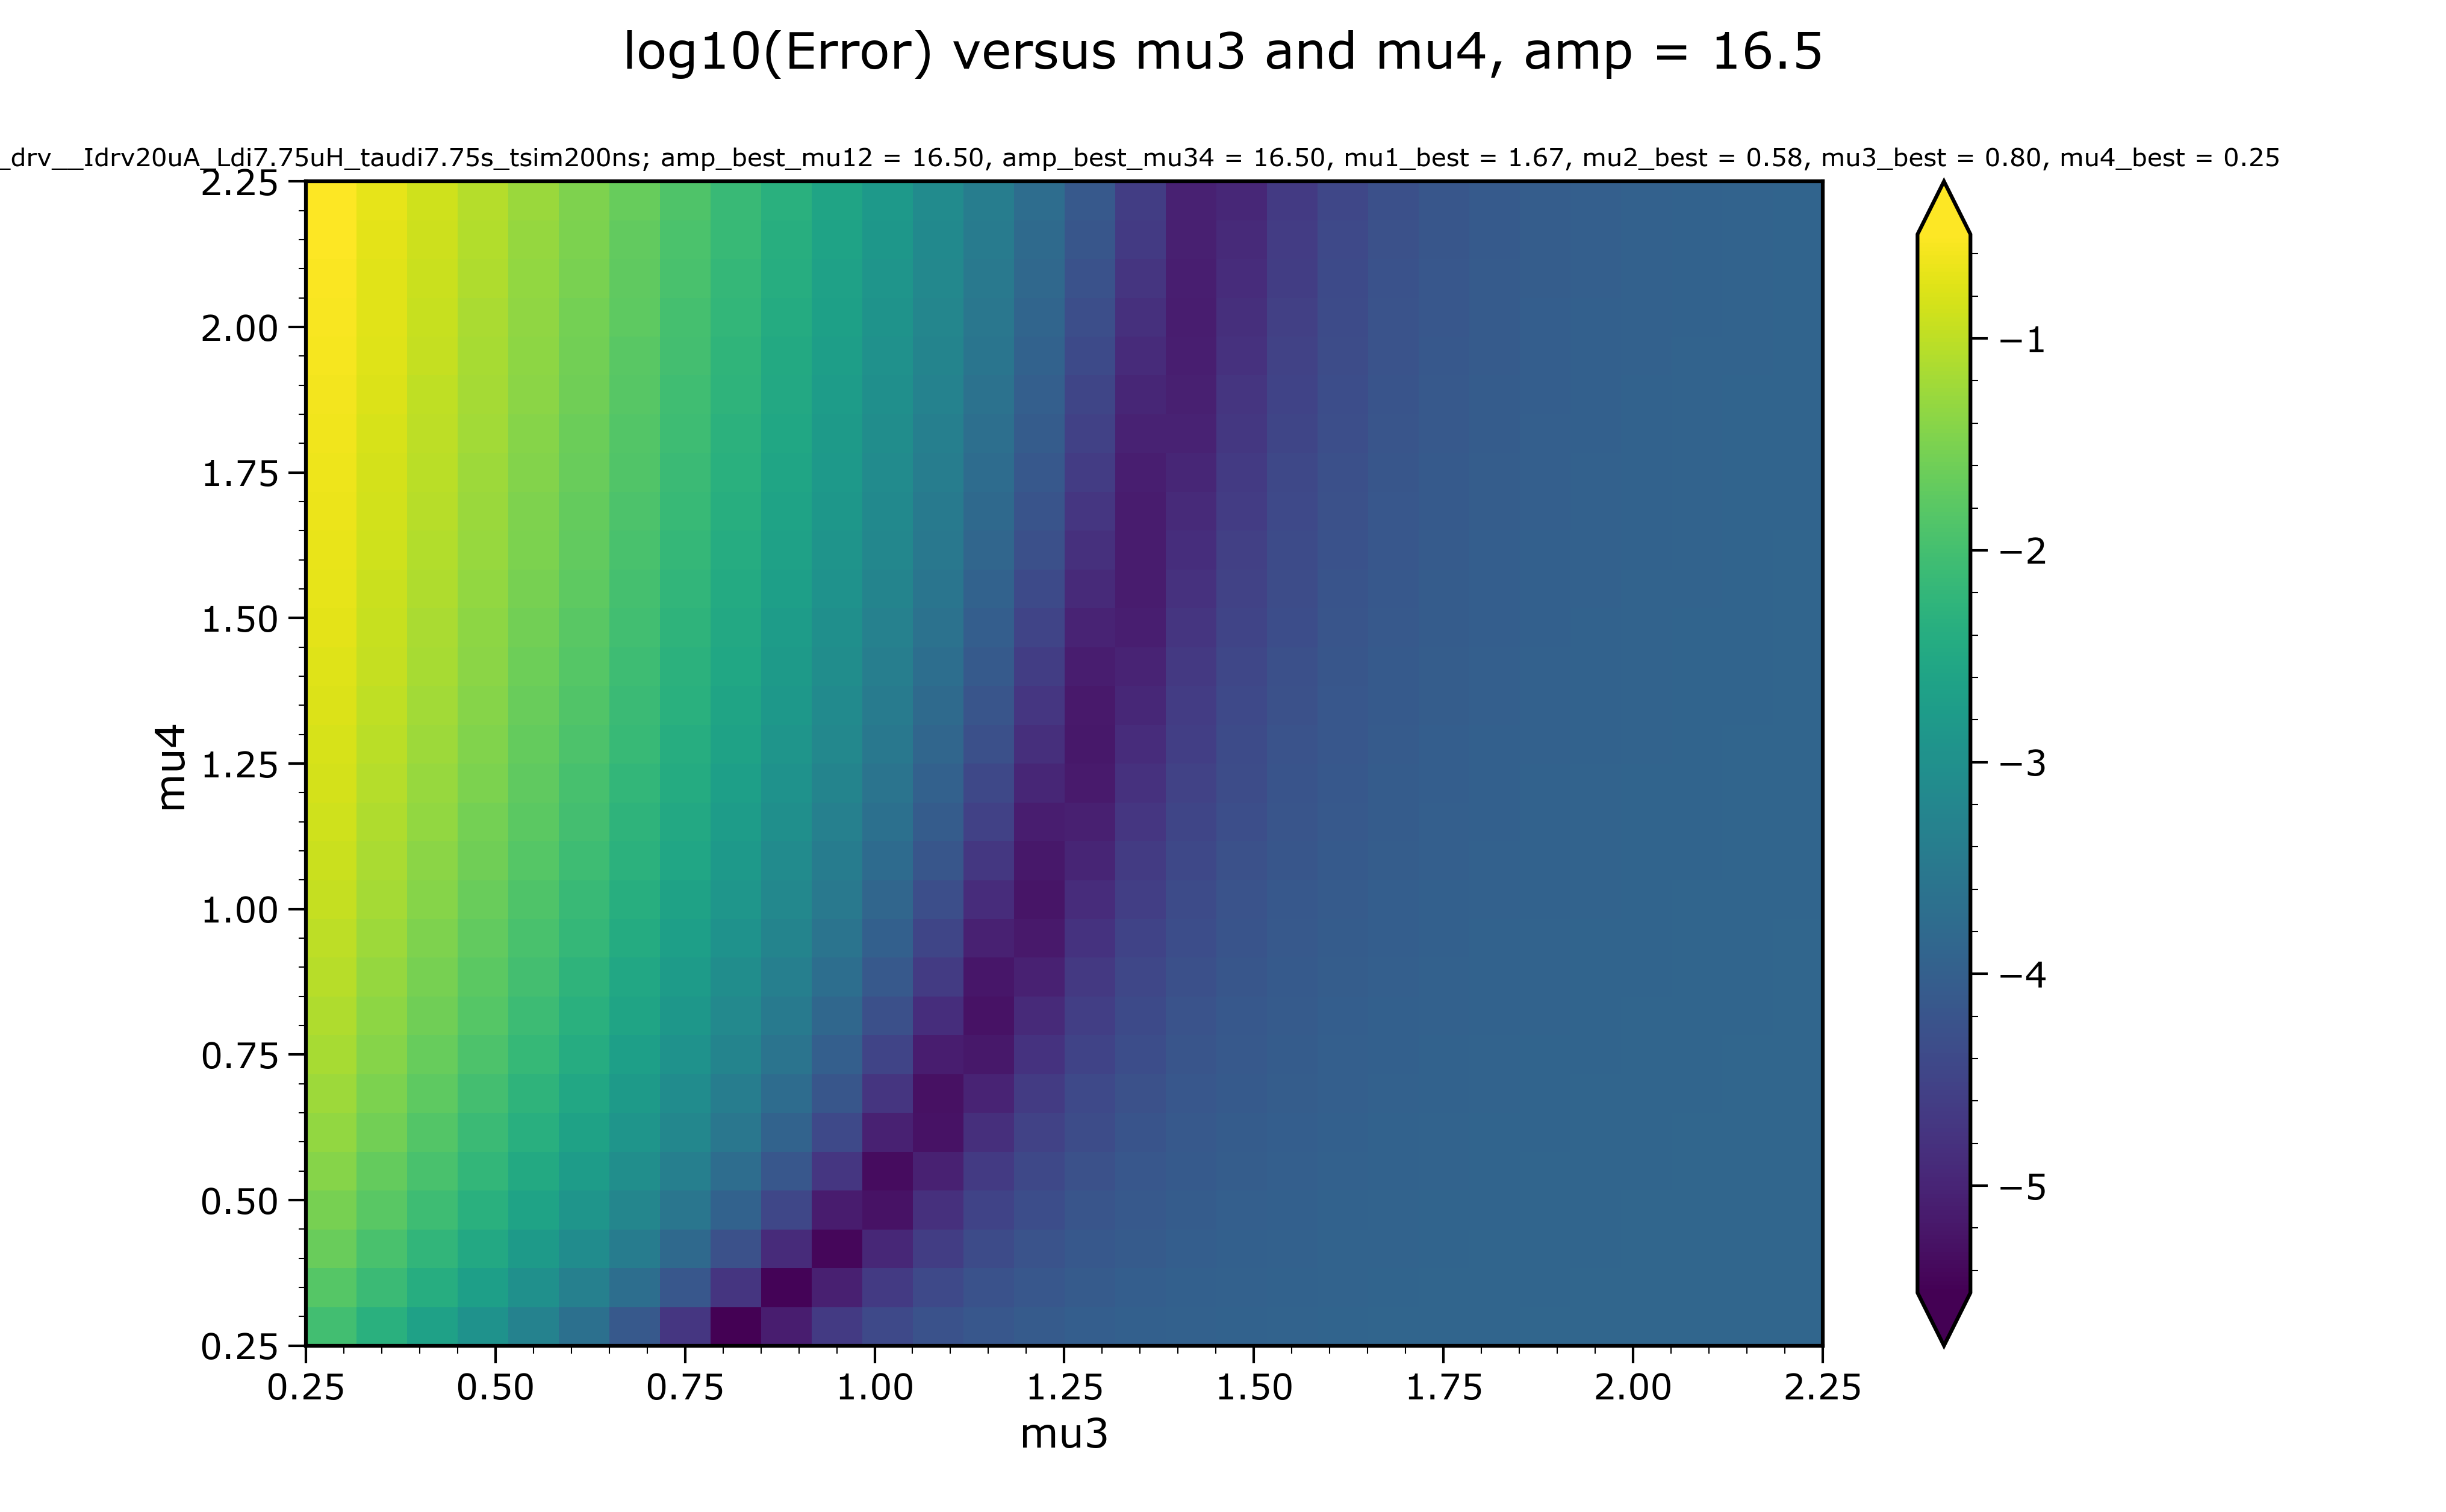 log10(Error) versus mu3 and mu4, amp = 16.5
_drv__Idrv20uA_Ldi7.75uH_taudi7.75s_tsim200ns; amp_best_mu12 = 16.50, amp_best_mu34 = 16.50, mu1_best = 1.67, mu2_best = 0.58, mu3_best = 0.80, mu4_best = 0.25
2.25
2.00
1.75
1.50
1.25
1.00
0.75
0.50
0.25
mu4
0.25 0.50 0.75 1.00 1.25 1.50 1.75 2.00 2.25
mu3
−1
−2
−3
−4
−5